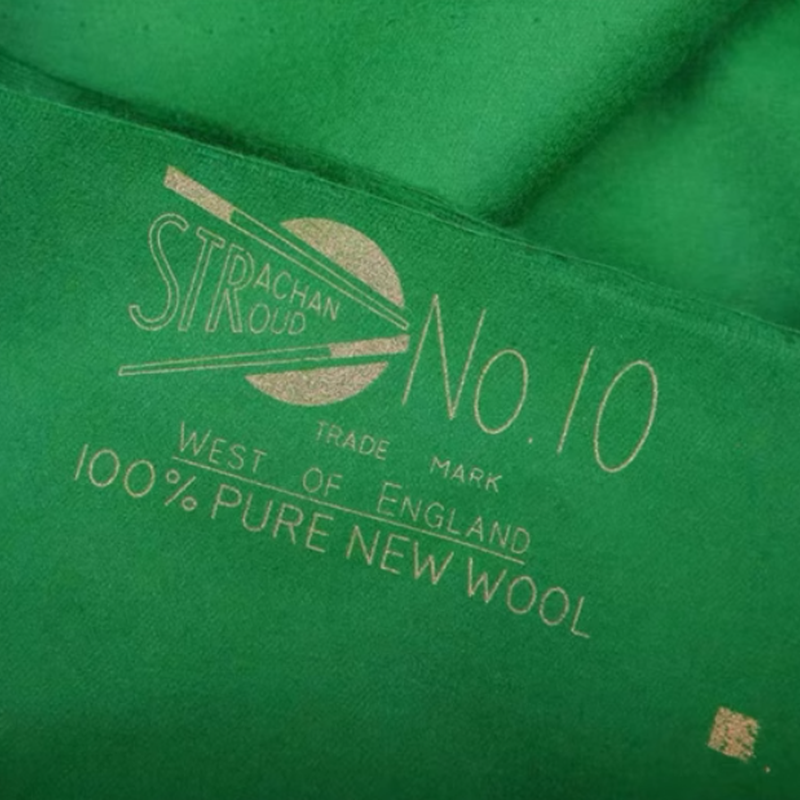 STRACHAN
STROUD
No. 10
TRADE MARK
WEST OF ENGLAND
100% PURE NEW WOOL